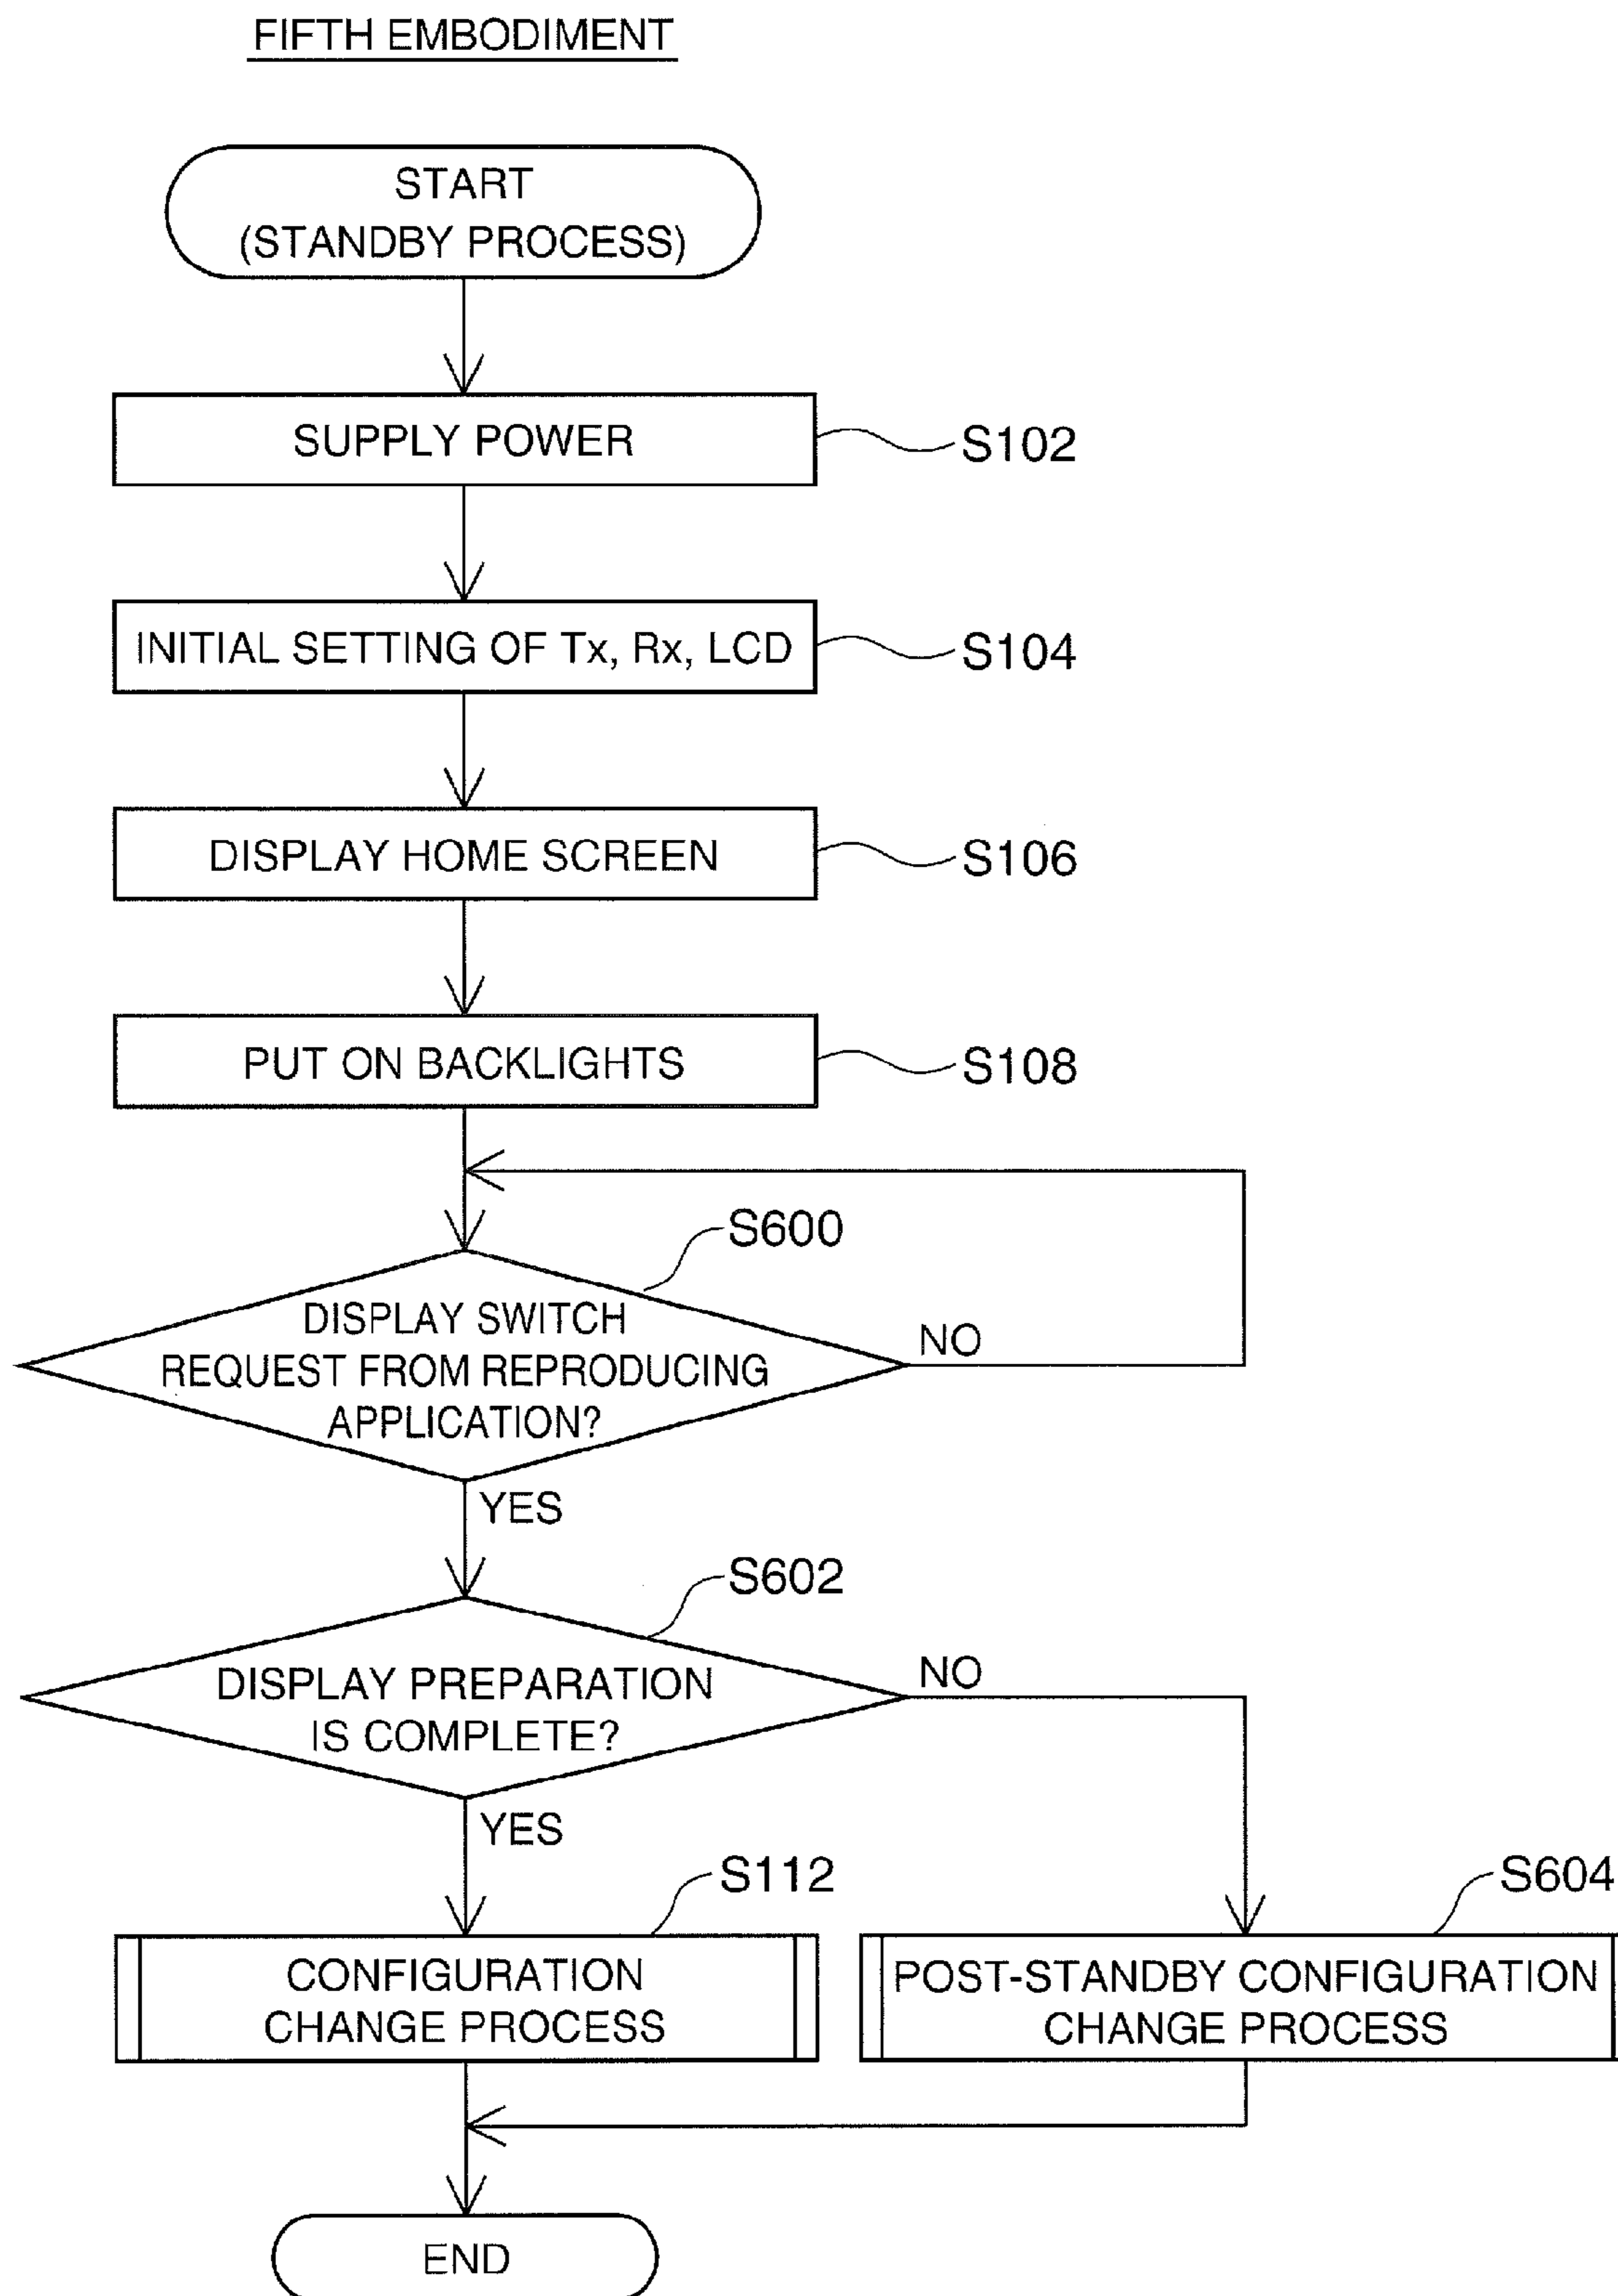 FIFTH EMBODIMENT
START
(STANDBY PROCESS)
SUPPLY POWER
S102
INITIAL SETTING OF Tx, Rx, LCD
S104
DISPLAY HOME SCREEN
S106
PUT ON BACKLIGHTS
S108
S600
DISPLAY SWITCH
REQUEST FROM REPRODUCING
APPLICATION?
NO
YES
S602
DISPLAY PREPARATION
IS COMPLETE?
NO
YES
S112
S604
CONFIGURATION
CHANGE PROCESS
POST-STANDBY CONFIGURATION
CHANGE PROCESS
END